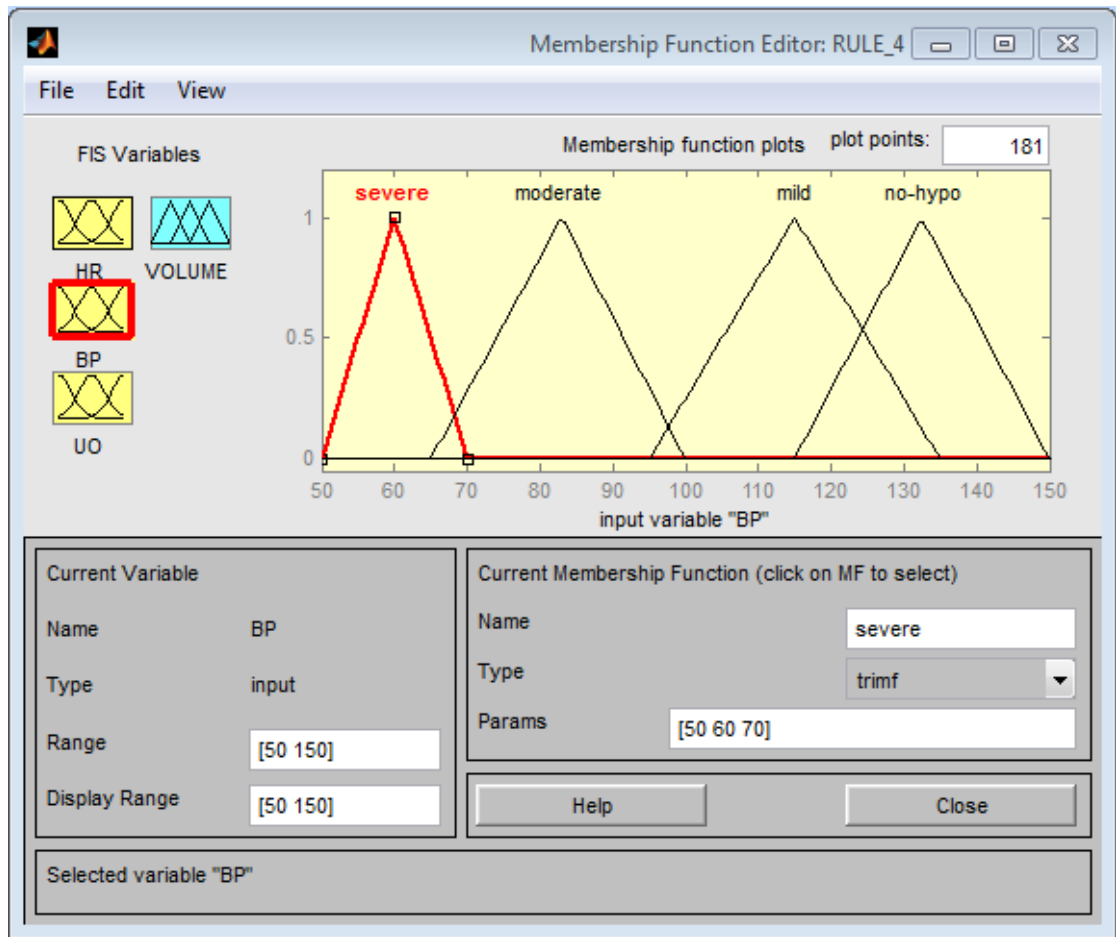 Membership Function Editor: RULE_4
File Edit View
FIS Variables
Membership function plots plot points: 181
severe moderate mild no-hypo
HR VOLUME
BP
UO
1
0.5
0
50 60 70 80 90 100 110 120 130 140 150
input variable "BP"
Current Variable
Name BP
Type input
Range [50 150]
Display Range [50 150]
Current Membership Function (click on MF to select)
Name severe
Type trimf
Params [50 60 70]
Help Close
Selected variable "BP"